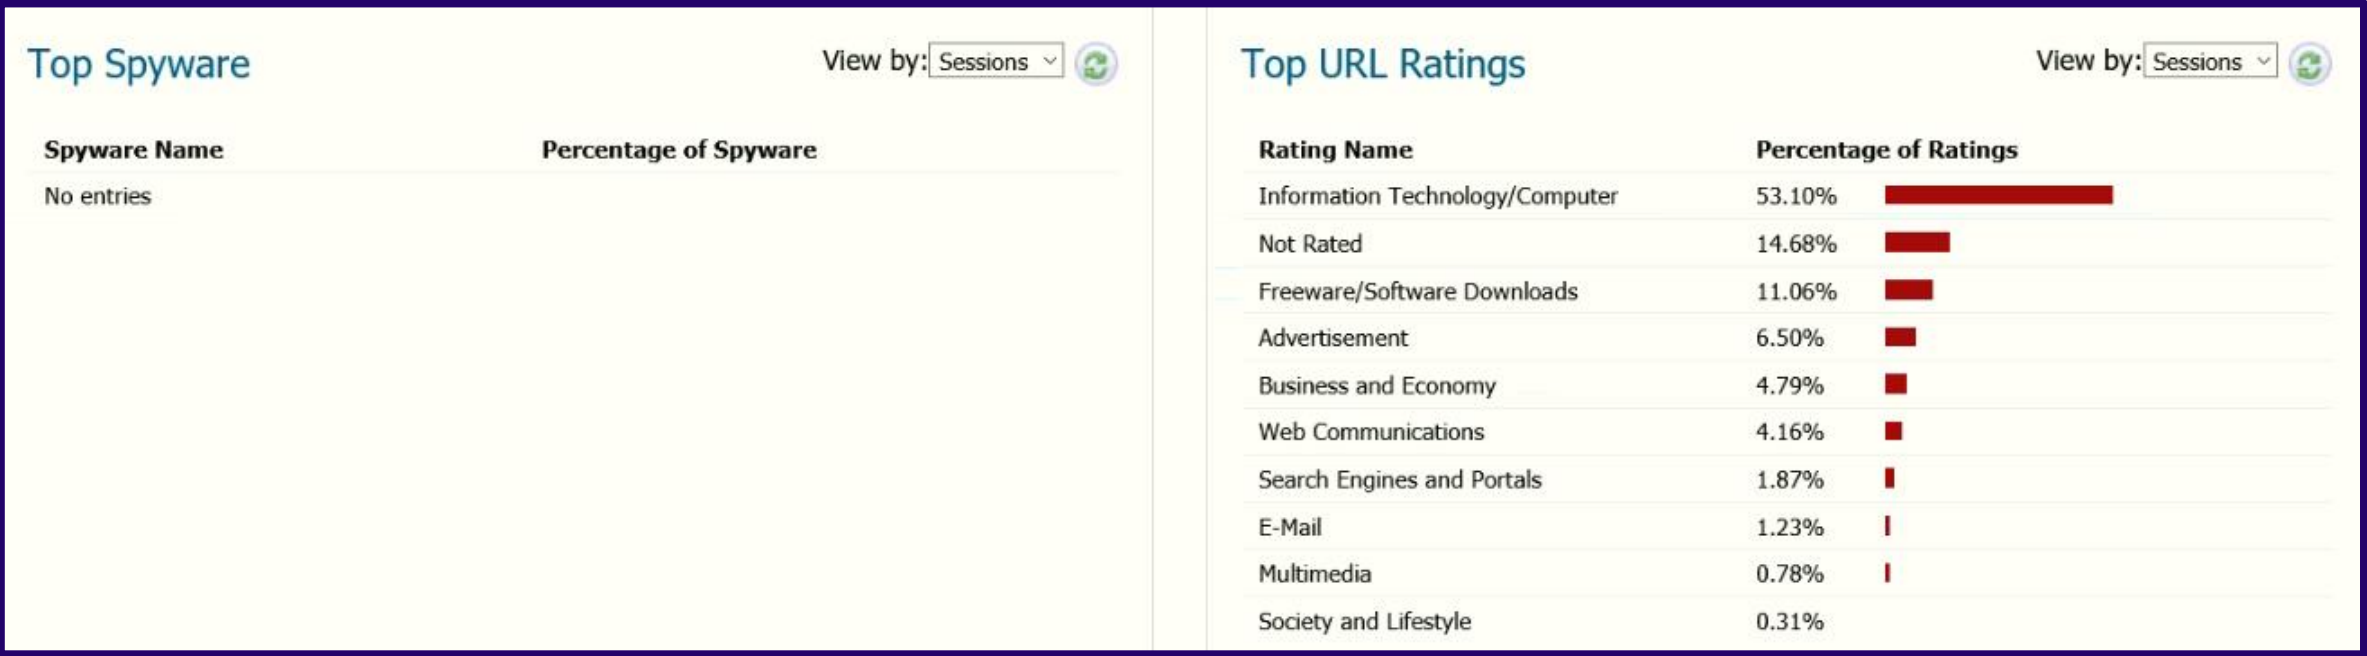 Top Spyware
View by: Sessions
Spyware Name Percentage of Spyware
No entries
Top URL Ratings
View by: Sessions
Rating Name Percentage of Ratings
Information Technology/Computer 53.10%
Not Rated 14.68%
Freeware/Software Downloads 11.06%
Advertisement 6.50%
Business and Economy 4.79%
Web Communications 4.16%
Search Engines and Portals 1.87%
E-Mail 1.23%
Multimedia 0.78%
Society and Lifestyle 0.31%